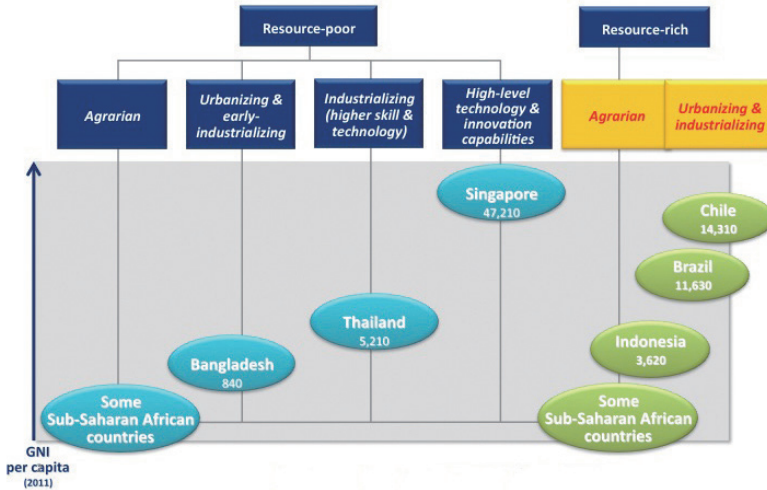 Resource-poor
Resource-rich
Agrarian
Urbanizing &
early-
industrializing
Industrializing
(higher skill &
technology)
High-level
technology &
innovation
capabilities
Agrarian
Urbanizing &
industrializing
Singapore
47,210
Chile
14,310
Brazil
11,630
Thailand
5,210
Indonesia
3,620
Bangladesh
840
Some
Sub-Saharan African
countries
Some
Sub-Saharan African
countries
GNI
per capita
(2011)